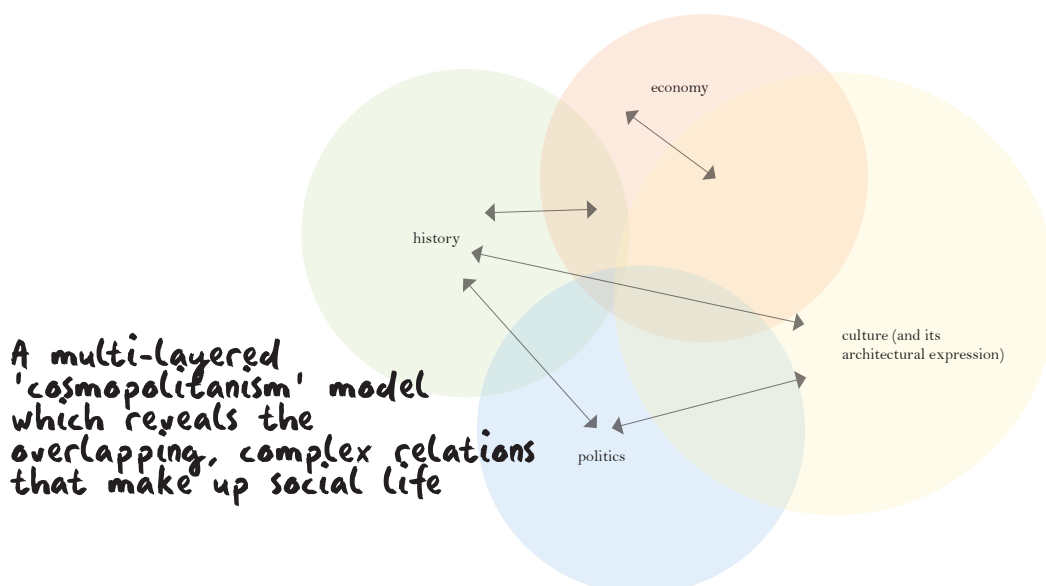 economy
history
culture (and its
architectural expression)
A multi-layered
'cosmopolitanism' model
which reveals the
overlapping, complex relations
that make up social life
politics